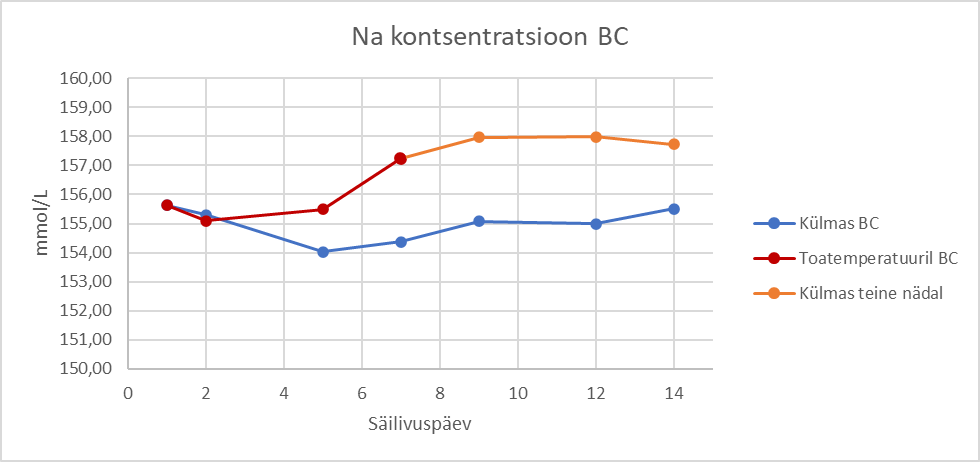 Na kontsentratsioon BC
160,00
159,00
158,00
157,00
156,00
155,00
154,00
153,00
152,00
151,00
150,00
mmol/L
0 2 4 6 8 10 12 14
Säilivuspäev
Külmas BC
Toatemperatuuril BC
Külmas teine nädal